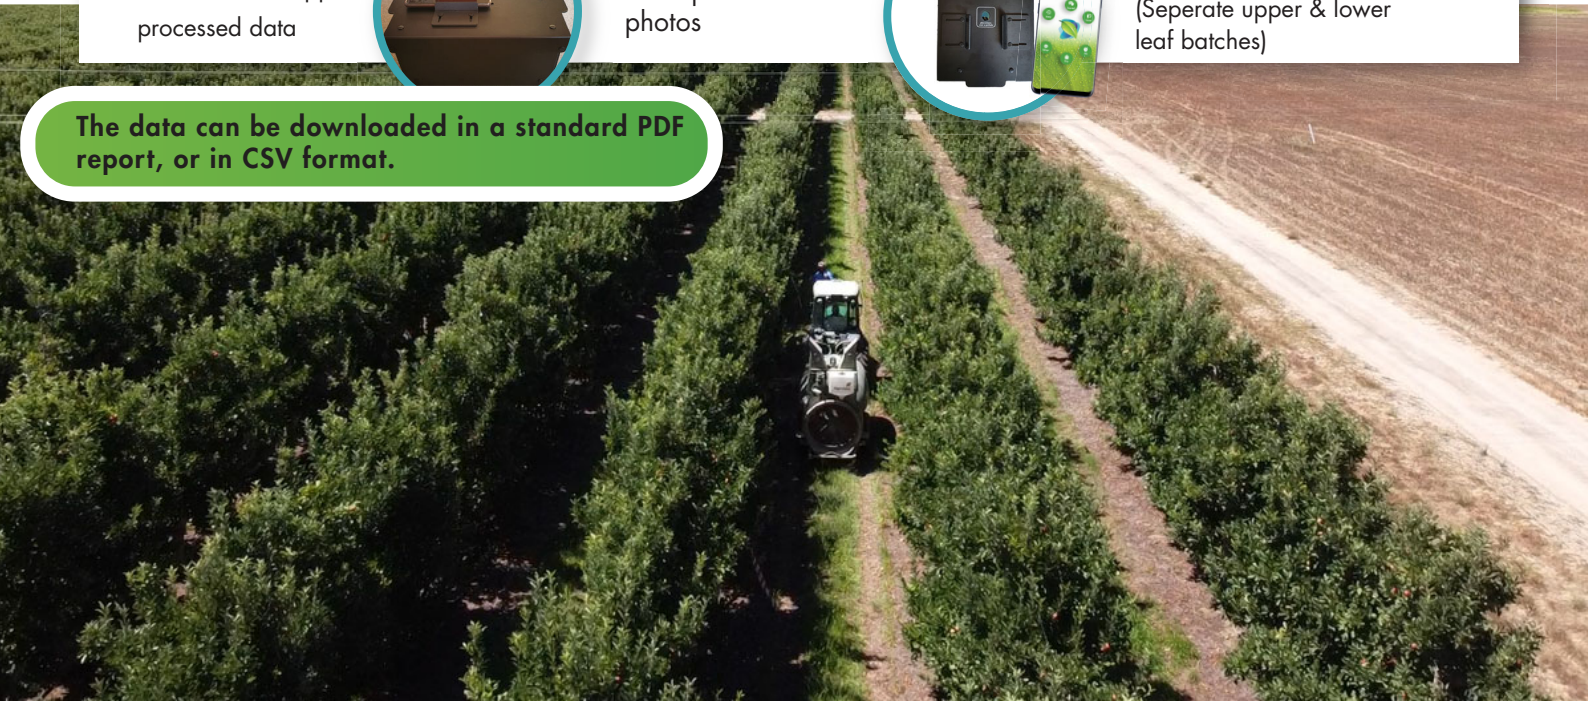 processed data
photos
(Seperate upper & lower
leaf batches)
The data can be downloaded in a standard PDF
report, or in CSV format.